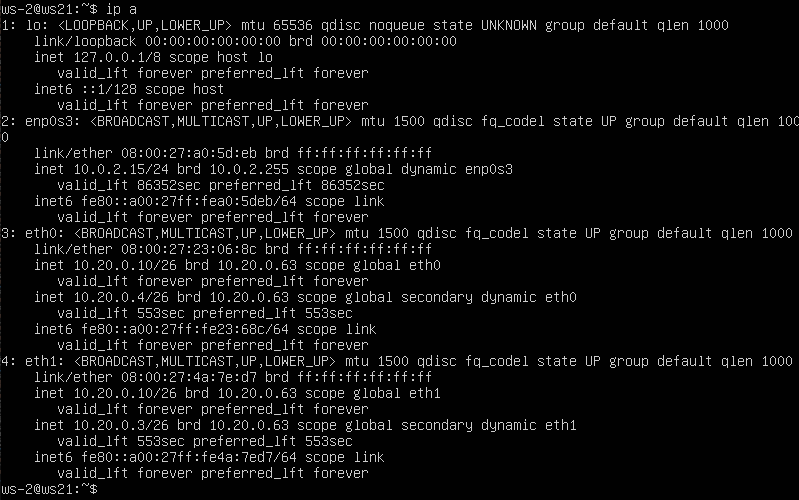 ws-2@ws21:~$ ip a
1: lo: <LOOPBACK,UP,LOWER_UP> mtu 65536 qdisc noqueue state UNKNOWN group default qlen 1000
    link/loopback 00:00:00:00:00:00 brd 00:00:00:00:00:00
    inet 127.0.0.1/8 scope host lo
       valid_lft forever preferred_lft forever
    inet6 ::1/128 scope host
       valid_lft forever preferred_lft forever
2: enp0s3: <BROADCAST,MULTICAST,UP,LOWER_UP> mtu 1500 qdisc fq_codel state UP group default qlen 100
0
    link/ether 08:00:27:a0:5d:eb brd ff:ff:ff:ff:ff:ff
    inet 10.0.2.15/24 brd 10.0.2.255 scope global dynamic enp0s3
       valid_lft 86352sec preferred_lft 86352sec
    inet6 fe80::a00:27ff:fea0:5deb/64 scope link
       valid_lft forever preferred_lft forever
3: eth0: <BROADCAST,MULTICAST,UP,LOWER_UP> mtu 1500 qdisc fq_codel state UP group default qlen 1000
    link/ether 08:00:27:23:06:8c brd ff:ff:ff:ff:ff:ff
    inet 10.20.0.10/26 brd 10.20.0.63 scope global eth0
       valid_lft forever preferred_lft forever
    inet 10.20.0.4/26 brd 10.20.0.63 scope global secondary dynamic eth0
       valid_lft 553sec preferred_lft 553sec
    inet6 fe80::a00:27ff:fe23:68c/64 scope link
       valid_lft forever preferred_lft forever
4: eth1: <BROADCAST,MULTICAST,UP,LOWER_UP> mtu 1500 qdisc fq_codel state UP group default qlen 1000
    link/ether 08:00:27:4a:7e:d7 brd ff:ff:ff:ff:ff:ff
    inet 10.20.0.10/26 brd 10.20.0.63 scope global eth1
       valid_lft forever preferred_lft forever
    inet 10.20.0.3/26 brd 10.20.0.63 scope global secondary dynamic eth1
       valid_lft 553sec preferred_lft 553sec
    inet6 fe80::a00:27ff:fe4a:7ed7/64 scope link
       valid_lft forever preferred_lft forever
ws-2@ws21:~$